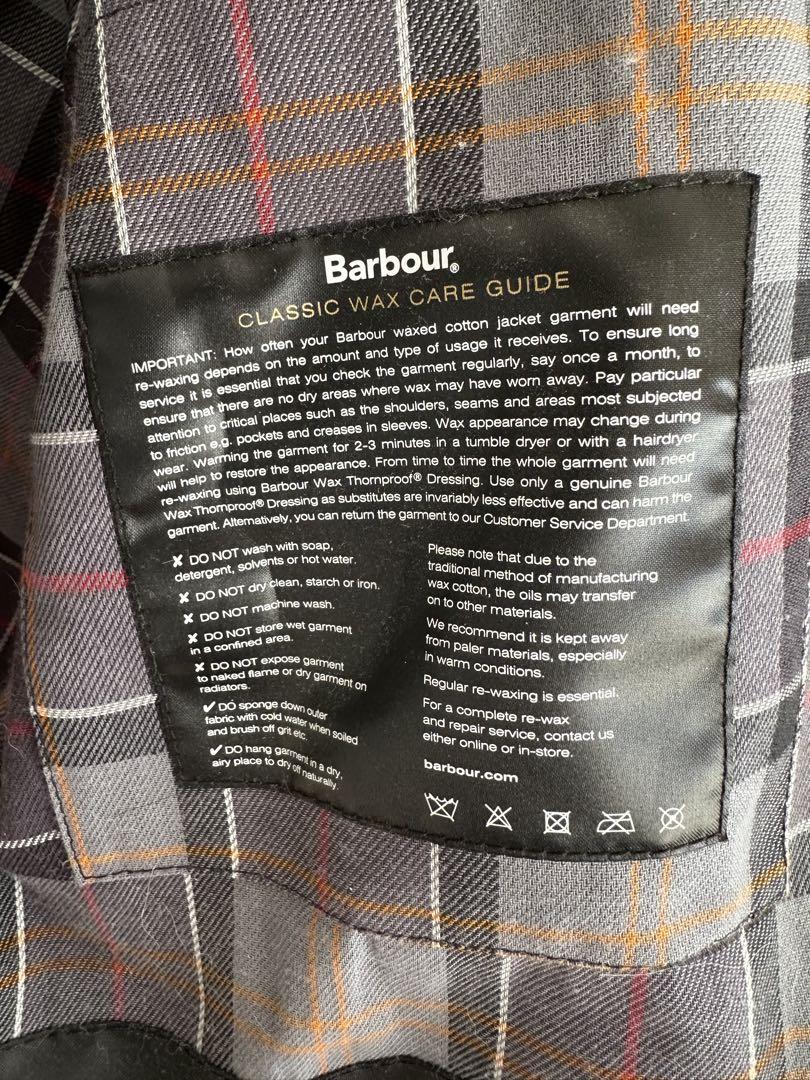 Barbour®
CLASSIC WAX CARE GUIDE
IMPORTANT: How often your Barbour waxed cotton jacket garment will need
re-waxing depends on the amount and type of usage it receives. To ensure long
service it is essential that you check the garment regularly, say once a month, to
ensure that there are no dry areas where wax may have worn away. Pay particular
attention to critical places such as the shoulders, seams and areas most subjected
to friction e.g. pockets and creases in sleeves. Wax appearance may change during
wear. Warming the garment for 2-3 minutes in a tumble dryer or with a hairdryer
will help to restore the appearance. From time to time the whole garment will need
re-waxing using Barbour Wax Thornproof® Dressing. Use only a genuine Barbour
Wax Thornproof® Dressing as substitutes are invariably less effective and can harm the
garment. Alternatively, you can return the garment to our Customer Service Department.
✘ DO NOT wash with soap,
detergent, solvents or hot water.
✘ DO NOT dry clean, starch or iron.
✘ DO NOT machine wash.
✘ DO NOT store wet garment
in a confined area.
✘ DO NOT expose garment
to naked flame or dry garment on
radiators.
✔ DO sponge down outer
fabric with cold water when soiled
and brush off grit etc.
✔ DO hang garment in a dry,
airy place to dry off naturally.
Please note that due to the
traditional method of manufacturing
wax cotton, the oils may transfer
on to other materials.
We recommend it is kept away
from paler materials, especially
in warm conditions.
Regular re-waxing is essential.
For a complete re-wax
and repair service, contact us
either online or in-store.
barbour.com